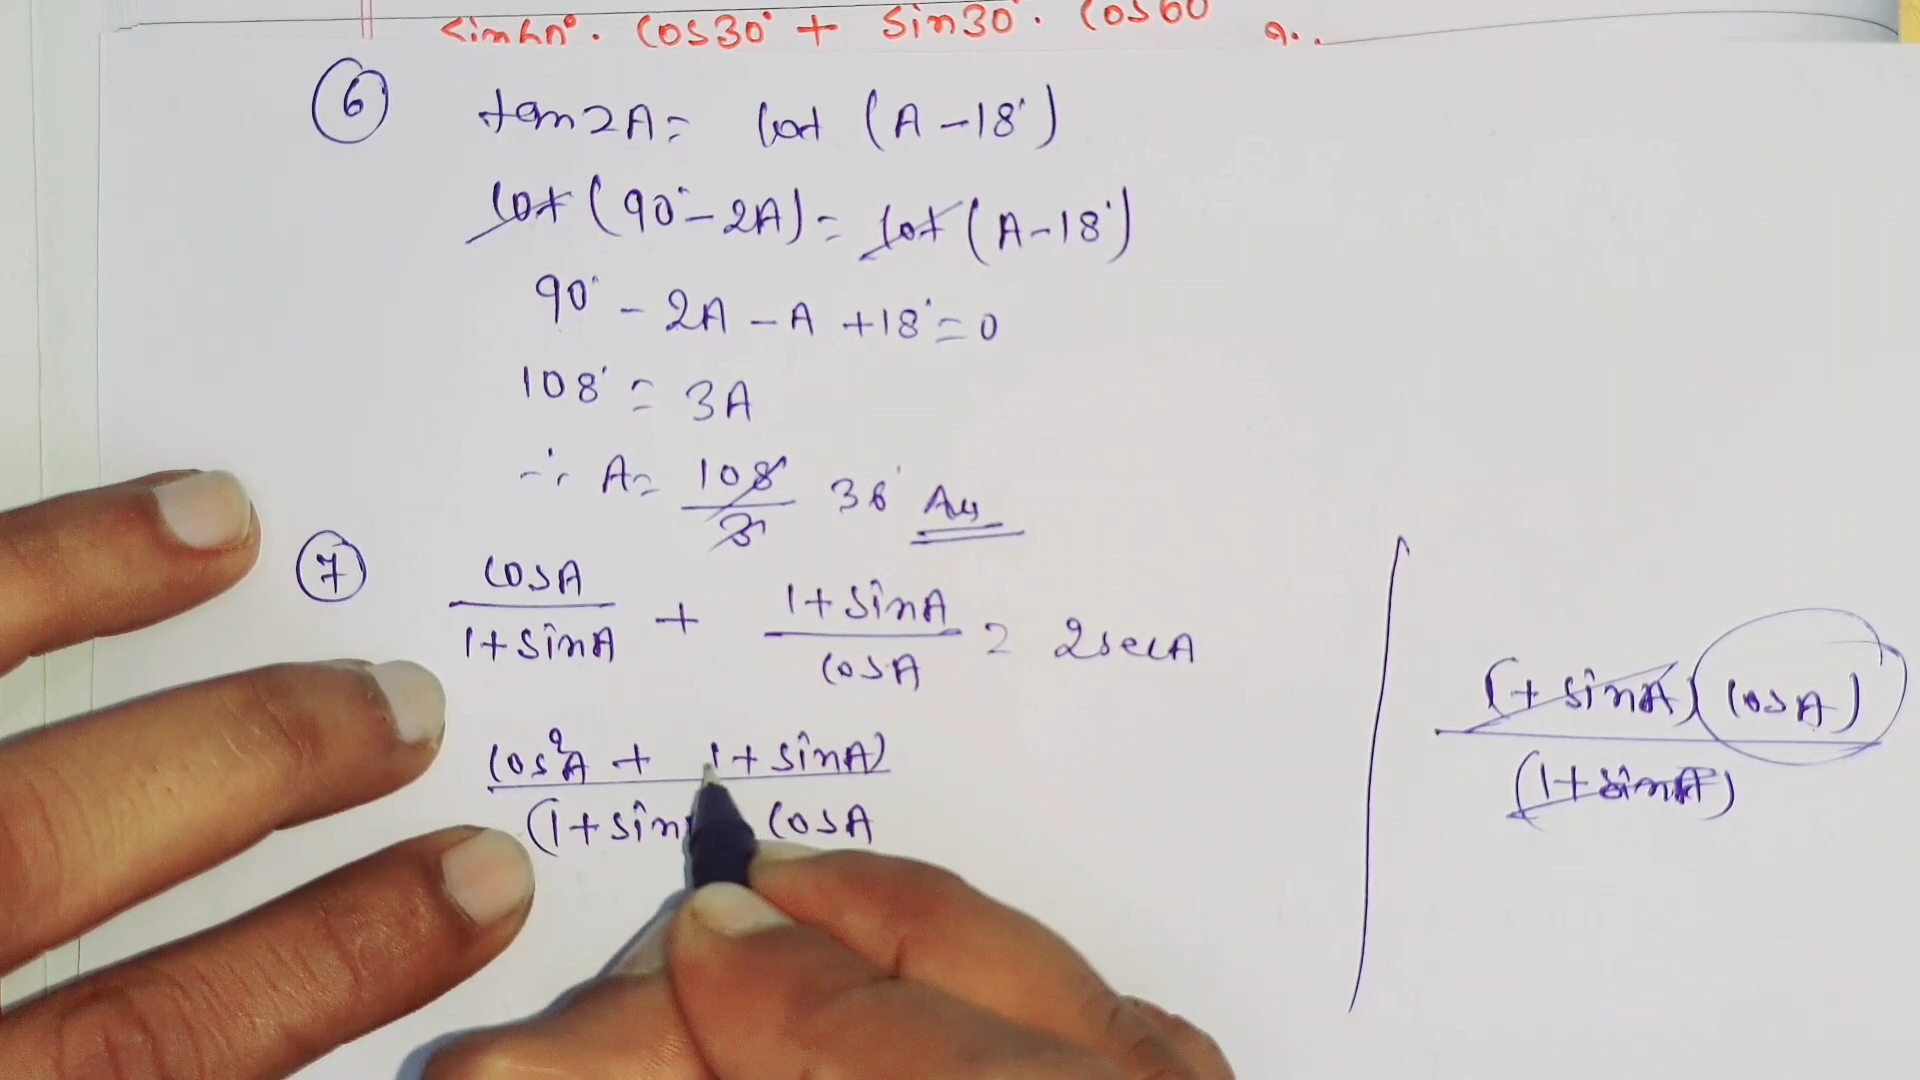 sin60°. cos30° + sin30°. cos60
6 tan2A = cot (A-18°)
cot (90°-2A) = cot (A-18°)
90° - 2A - A + 18° = 0
108° = 3A
∴ A = 108/3 36° Ans
7 cosA/1+sinA + 1+sinA/cosA = 2secA
cos²A + 1+sinA)/(1+sin cosA
(1+sinA)(cosA)/(1+sinA)